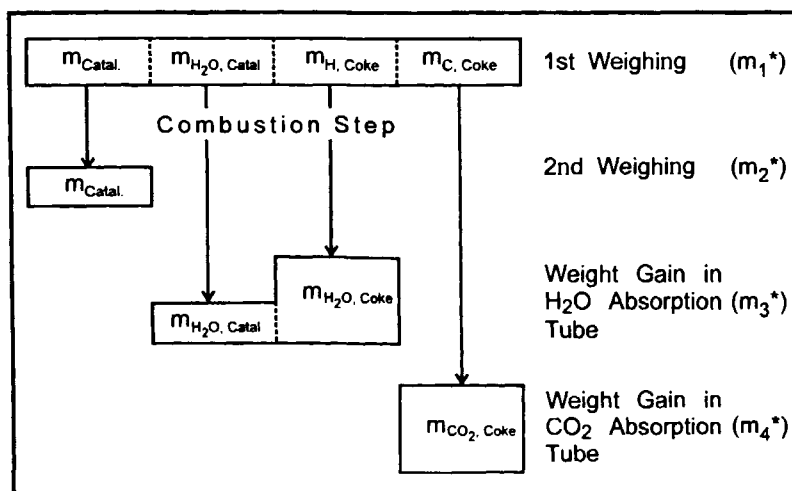 m_Catal. m_H₂O, Catal m_H, Coke m_C, Coke 1st Weighing (m₁*)
Combustion Step
m_Catal. 2nd Weighing (m₂*)
m_H₂O, Catal m_H₂O, Coke
Weight Gain in
H₂O Absorption (m₃*)
Tube
m_CO₂, Coke
Weight Gain in
CO₂ Absorption (m₄*)
Tube